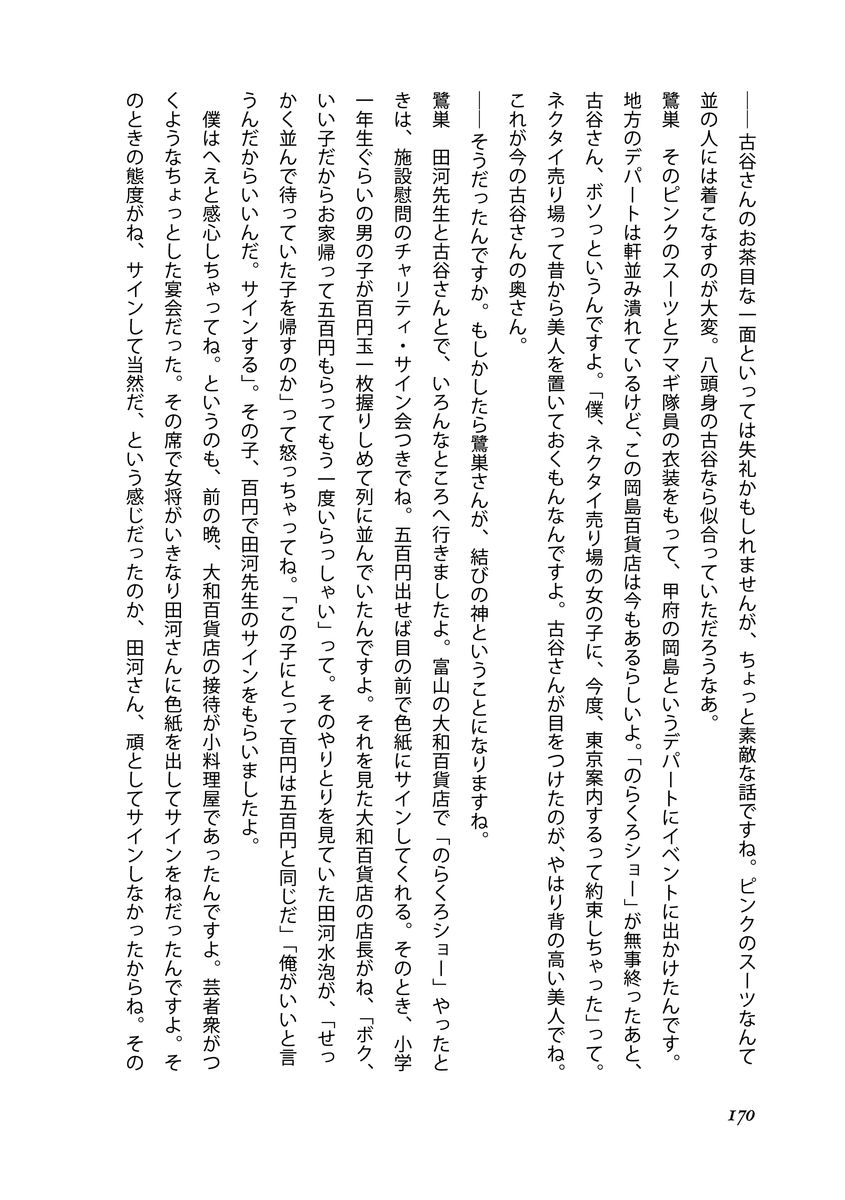 ――古谷さんのお茶目な一面といっては失礼かもしれませんが、ちょっと素敵な話ですね。ピンクのスーツなんて
並の人には着こなすのが大変。八頭身の古谷なら似合っていただろうなあ。
鷺巣　そのピンクのスーツとアマギ隊員の衣装をもって、甲府の岡島というデパートにイベントに出かけたんです。
地方のデパートは軒並み潰れているけど、この岡島百貨店は今もあるらしいよ。「のらくろショー」が無事終ったあと、
古谷さん、ボソっというんですよ。「僕、ネクタイ売り場の女の子に、今度、東京案内するって約束しちゃった」って。
ネクタイ売り場って昔から美人を置いておくもんなんですよ。古谷さんが目をつけたのが、やはり背の高い美人でね。
これが今の古谷さんの奥さん。
――そうだったんですか。もしかしたら鷺巣さんが、結びの神ということになりますね。
鷺巣　田河先生と古谷さんとで、いろんなところへ行きましたよ。富山の大和百貨店で「のらくろショー」やったと
きは、施設慰問のチャリティ・サイン会つきでね。五百円出せば目の前で色紙にサインしてくれる。そのとき、小学
一年生ぐらいの男の子が百円玉一枚握りしめて列に並んでいたんですよ。それを見た大和百貨店の店長がね、「ボク、
いい子だからお家帰って五百円もらってもう一度いらっしゃい」って。そのやりとりを見ていた田河水泡が、「せっ
かく並んで待っていた子を帰すのか」って怒っちゃってね。「この子にとって百円は五百円と同じだ」「俺がいいと言
うんだからいいんだ。サインする」。その子、百円で田河先生のサインをもらいましたよ。
　僕はへえと感心しちゃってね。というのも、前の晩、大和百貨店の接待が小料理屋であったんですよ。芸者衆がつ
くようなちょっとした宴会だった。その席で女将がいきなり田河さんに色紙を出してサインをねだったんですよ。そ
のときの態度がね、サインして当然だ、という感じだったのか、田河さん、頑としてサインしなかったからね。その
170